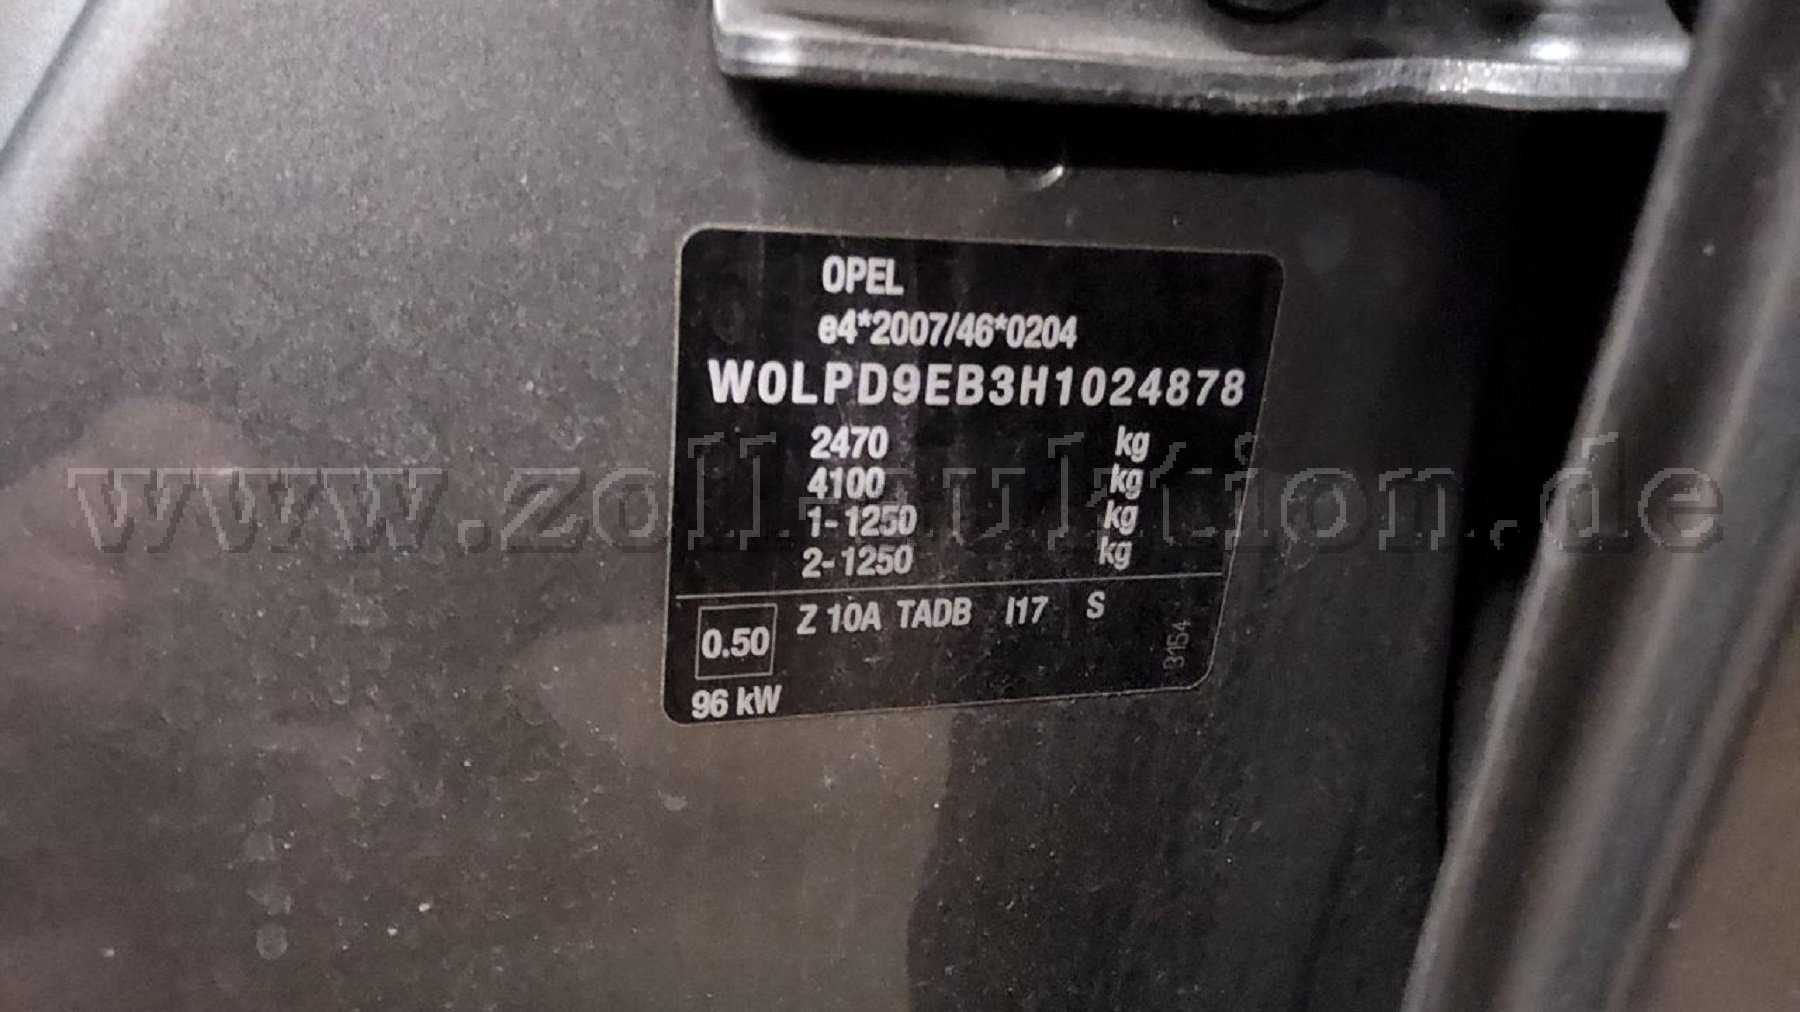 OPEL
e4*2007/46*0204
W0LPD9EB3H1024878
2470 kg
4100 kg
1-1250 kg
2-1250 kg
0.50 Z 10A TADB I17 S
3154
96 kW
www.zoll-auktion.de